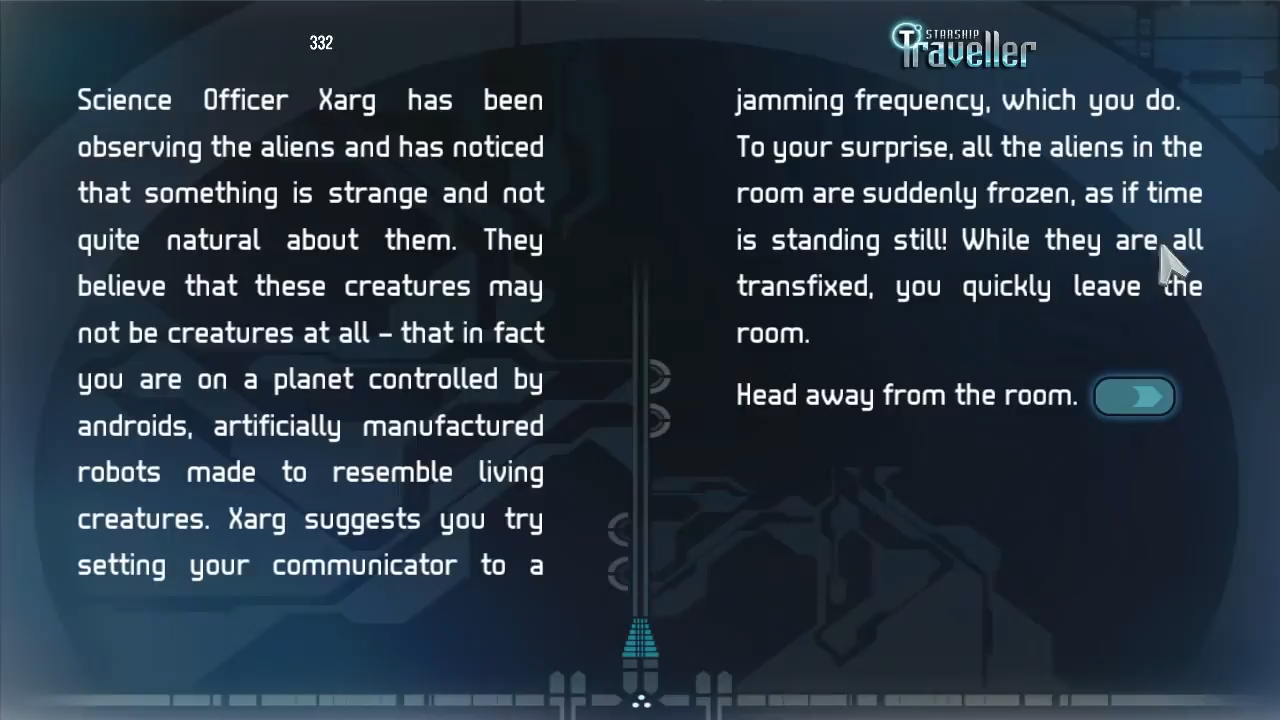 332
Science Officer Xarg has been
observing the aliens and has noticed
that something is strange and not
quite natural about them. They
believe that these creatures may
not be creatures at all – that in fact
you are on a planet controlled by
androids, artificially manufactured
robots made to resemble living
creatures. Xarg suggests you try
setting your communicator to a
STARSHIP
Traveller
jamming frequency, which you do.
To your surprise, all the aliens in the
room are suddenly frozen, as if time
is standing still! While they are all
transfixed, you quickly leave the
room.
Head away from the room.